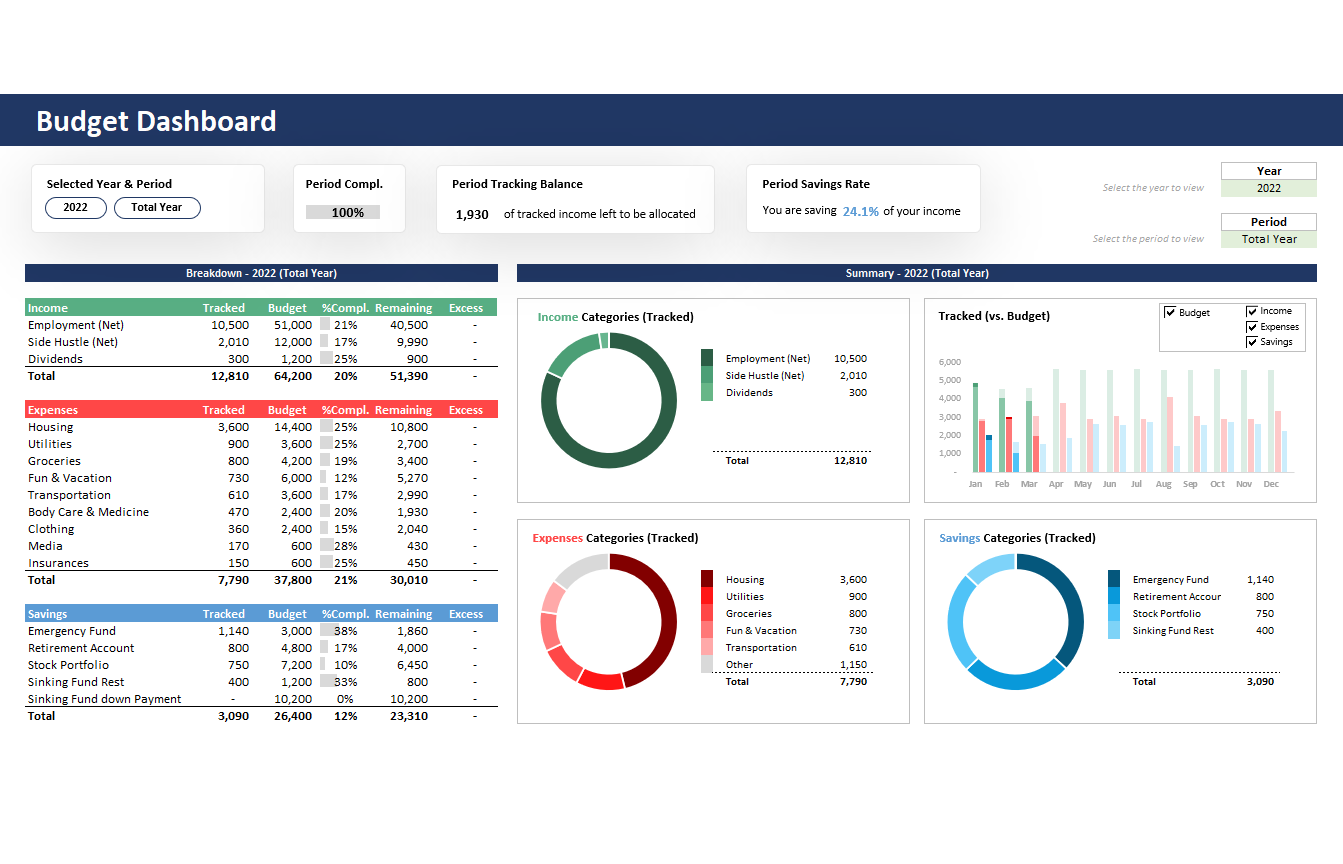 Budget Dashboard
Selected Year & Period
2022 Total Year
Period Compl.
100%
Period Tracking Balance
1,930 of tracked income left to be allocated
Period Savings Rate
You are saving 24.1% of your income
Select the year to view
Year
2022
Select the period to view
Period
Total Year
Breakdown - 2022 (Total Year)
Income Tracked Budget %Compl. Remaining Excess
Employment (Net) 10,500 51,000 21% 40,500 -
Side Hustle (Net) 2,010 12,000 17% 9,990 -
Dividends 300 1,200 25% 900 -
Total 12,810 64,200 20% 51,390 -
Expenses Tracked Budget %Compl. Remaining Excess
Housing 3,600 14,400 25% 10,800 -
Utilities 900 3,600 25% 2,700 -
Groceries 800 4,200 19% 3,400 -
Fun & Vacation 730 6,000 12% 5,270 -
Transportation 610 3,600 17% 2,990 -
Body Care & Medicine 470 2,400 20% 1,930 -
Clothing 360 2,400 15% 2,040 -
Media 170 600 28% 430 -
Insurances 150 600 25% 450 -
Total 7,790 37,800 21% 30,010 -
Savings Tracked Budget %Compl. Remaining Excess
Emergency Fund 1,140 3,000 38% 1,860 -
Retirement Account 800 4,800 17% 4,000 -
Stock Portfolio 750 7,200 10% 6,450 -
Sinking Fund Rest 400 1,200 33% 800 -
Sinking Fund down Payment - 10,200 0% 10,200 -
Total 3,090 26,400 12% 23,310 -
Summary - 2022 (Total Year)
Income Categories (Tracked)
Employment (Net) 10,500
Side Hustle (Net) 2,010
Dividends 300
Total 12,810
Tracked (vs. Budget)
Budget Income
Expenses
Savings
6,000
5,000
4,000
3,000
2,000
1,000
-
Jan Feb Mar Apr May Jun Jul Aug Sep Oct Nov Dec
Expenses Categories (Tracked)
Housing 3,600
Utilities 900
Groceries 800
Fun & Vacation 730
Transportation 610
Other 1,150
Total 7,790
Savings Categories (Tracked)
Emergency Fund 1,140
Retirement Accour 800
Stock Portfolio 750
Sinking Fund Rest 400
Total 3,090